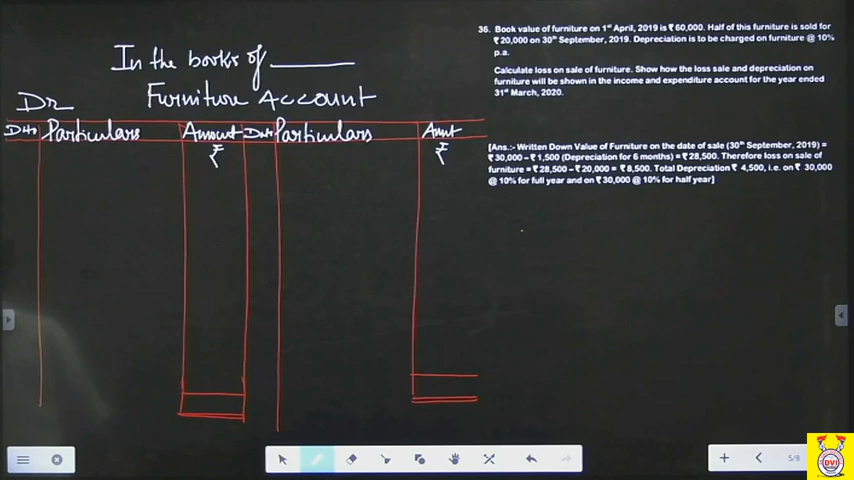 In the books of
Dr
Furniture Account
Date Particulars Amount Date Particulars Amt
₹ ₹
36. Book value of furniture on 1st April, 2019 is ₹ 60,000. Half of this furniture is sold for
₹ 20,000 on 30th September, 2019. Depreciation is to be charged on furniture @ 10%
p.a.
Calculate loss on sale of furniture. Show how the loss sale and depreciation on
furniture will be shown in the income and expenditure account for the year ended
31st March, 2020.
[Ans.:- Written Down Value of Furniture on the date of sale (30th September, 2019) =
₹ 30,000 – ₹ 1,500 (Depreciation for 6 months) = ₹ 28,500. Therefore loss on sale of
furniture = ₹ 28,500 – ₹ 20,000 = ₹ 8,500. Total Depreciation ₹ 4,500, i.e. on ₹ 30,000
@ 10% for full year and on ₹ 30,000 @ 10% for half year]
5/8
DVI